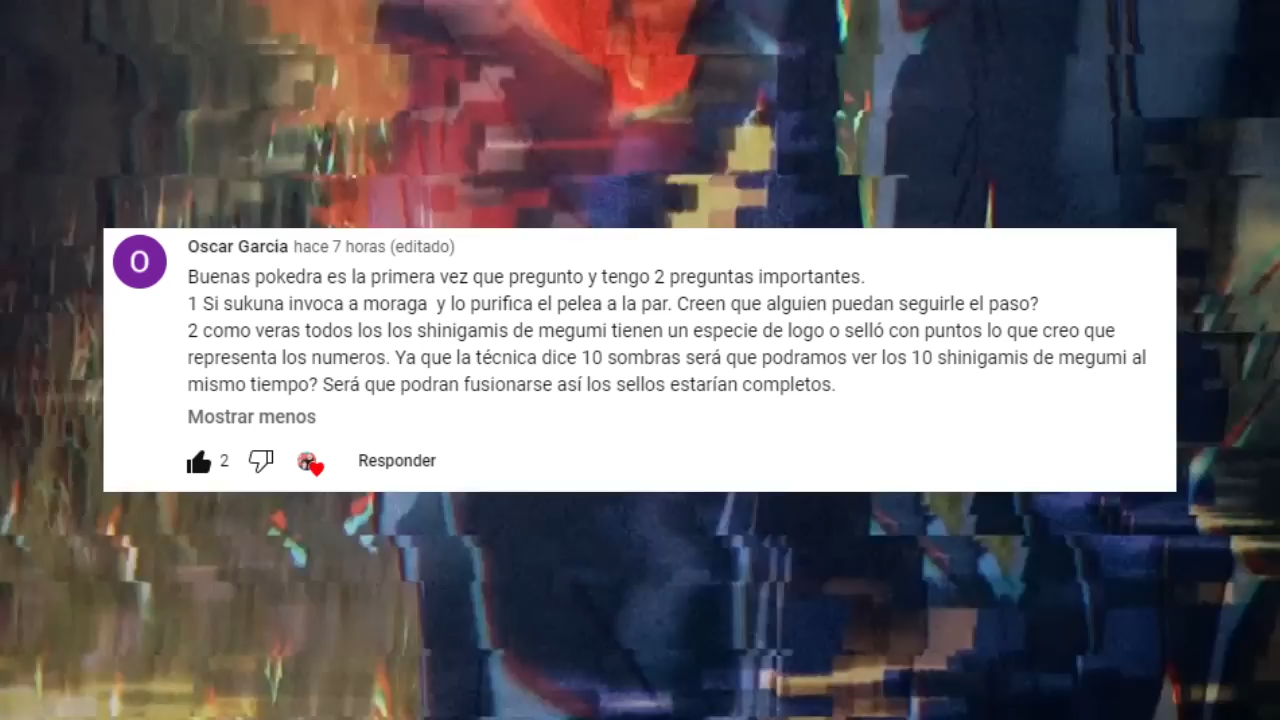 O
Oscar Garcia hace 7 horas (editado)
Buenas pokedra es la primera vez que pregunto y tengo 2 preguntas importantes.
1 Si sukuna invoca a moraga y lo purifica el pelea a la par. Creen que alguien puedan seguirle el paso?
2 como veras todos los los shinigamis de megumi tienen un especie de logo o selló con puntos lo que creo que
representa los numeros. Ya que la técnica dice 10 sombras será que podramos ver los 10 shinigamis de megumi al
mismo tiempo? Será que podran fusionarse así los sellos estarían completos.
Mostrar menos
2 Responder